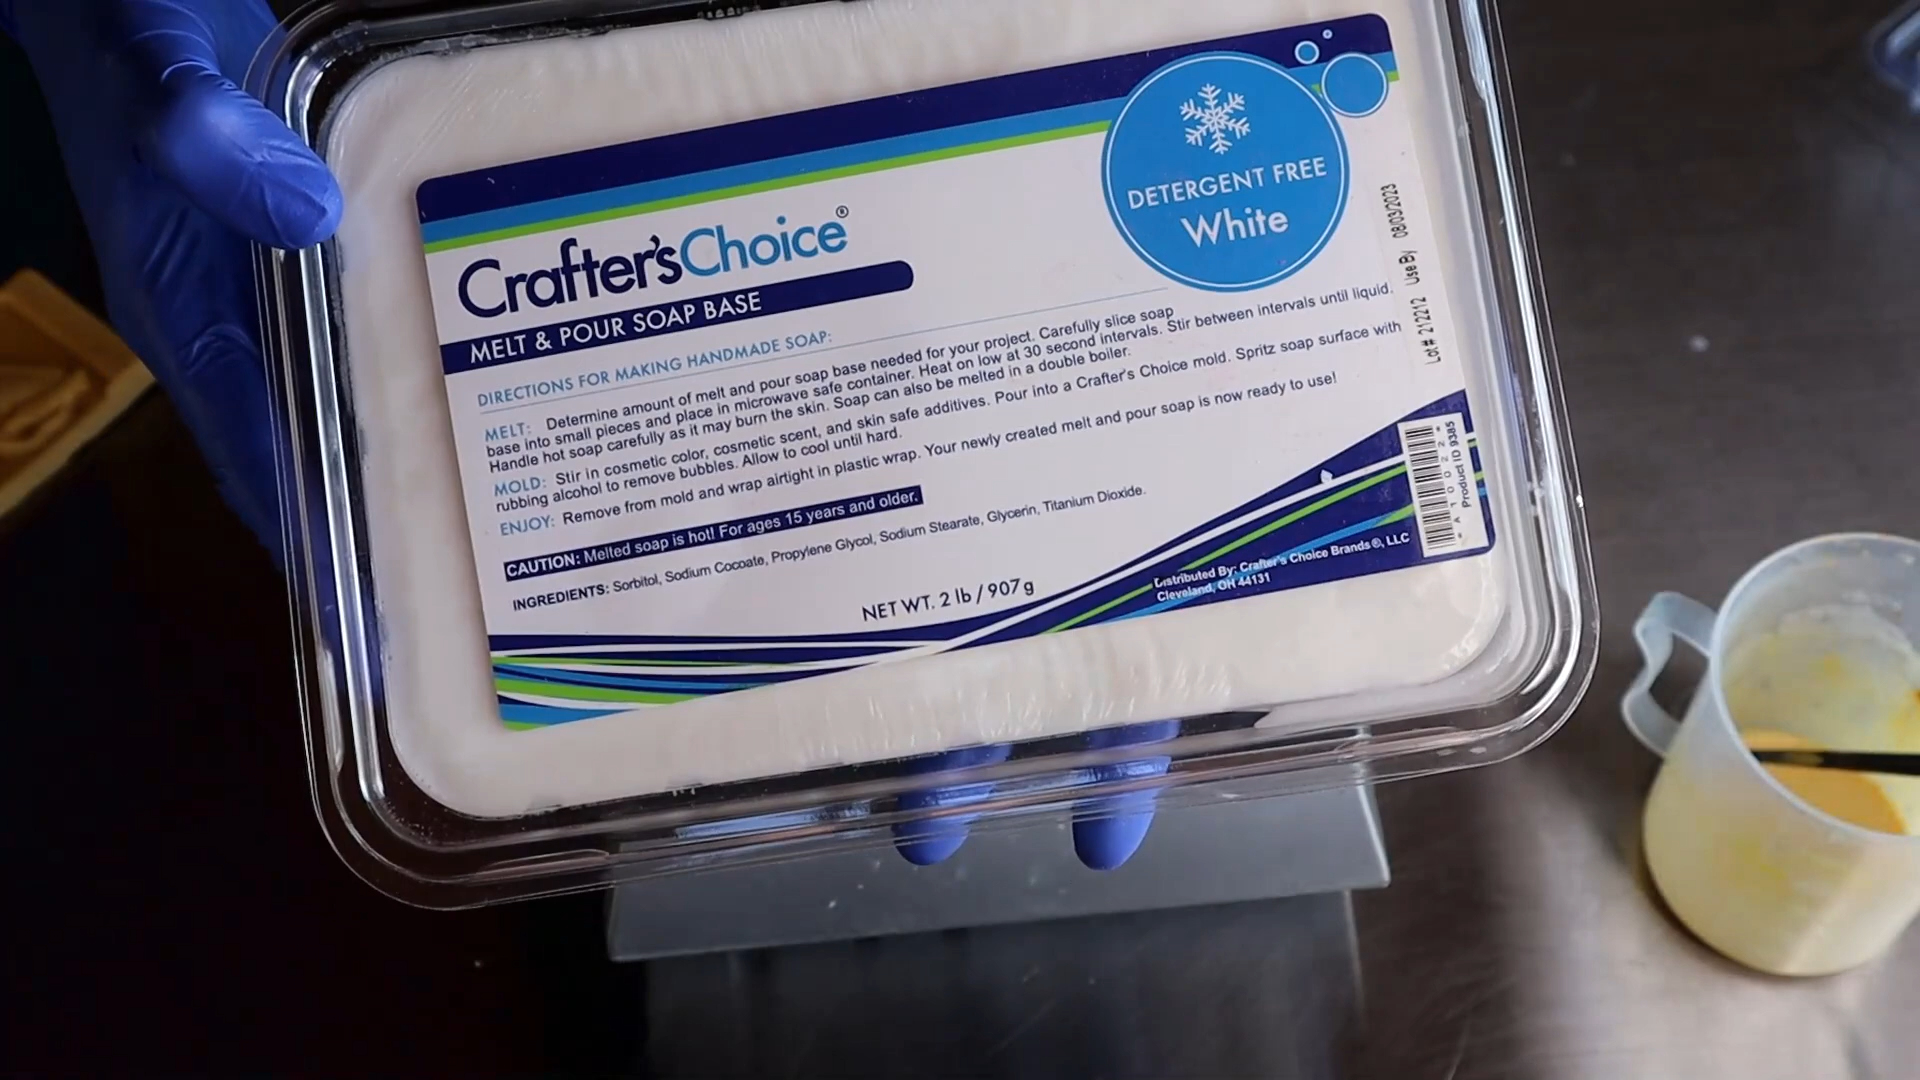 DETERGENT FREE
White
Crafter'sChoice®
MELT & POUR SOAP BASE
DIRECTIONS FOR MAKING HANDMADE SOAP:
MELT: Determine amount of melt and pour soap base needed for your project. Carefully slice soap
base into small pieces and place in microwave safe container. Heat on low at 30 second intervals. Stir between intervals until liquid.
Handle hot soap carefully as it may burn the skin. Soap can also be melted in a double boiler.
MOLD: Stir in cosmetic color, cosmetic scent, and skin safe additives. Pour into a Crafter's Choice mold. Spritz soap surface with
rubbing alcohol to remove bubbles. Allow to cool until hard.
ENJOY: Remove from mold and wrap airtight in plastic wrap. Your newly created melt and pour soap is now ready to use!
CAUTION: Melted soap is hot! For ages 15 years and older.
INGREDIENTS: Sorbitol, Sodium Cocoate, Propylene Glycol, Sodium Stearate, Glycerin, Titanium Dioxide.
NET WT. 2 lb / 907 g
Distributed By: Crafter's Choice Brands®, LLC
Cleveland, OH 44131
Lot # 212212 Use By 08/03/2023
* A 1 0 0 2 2 *
Product ID 9385